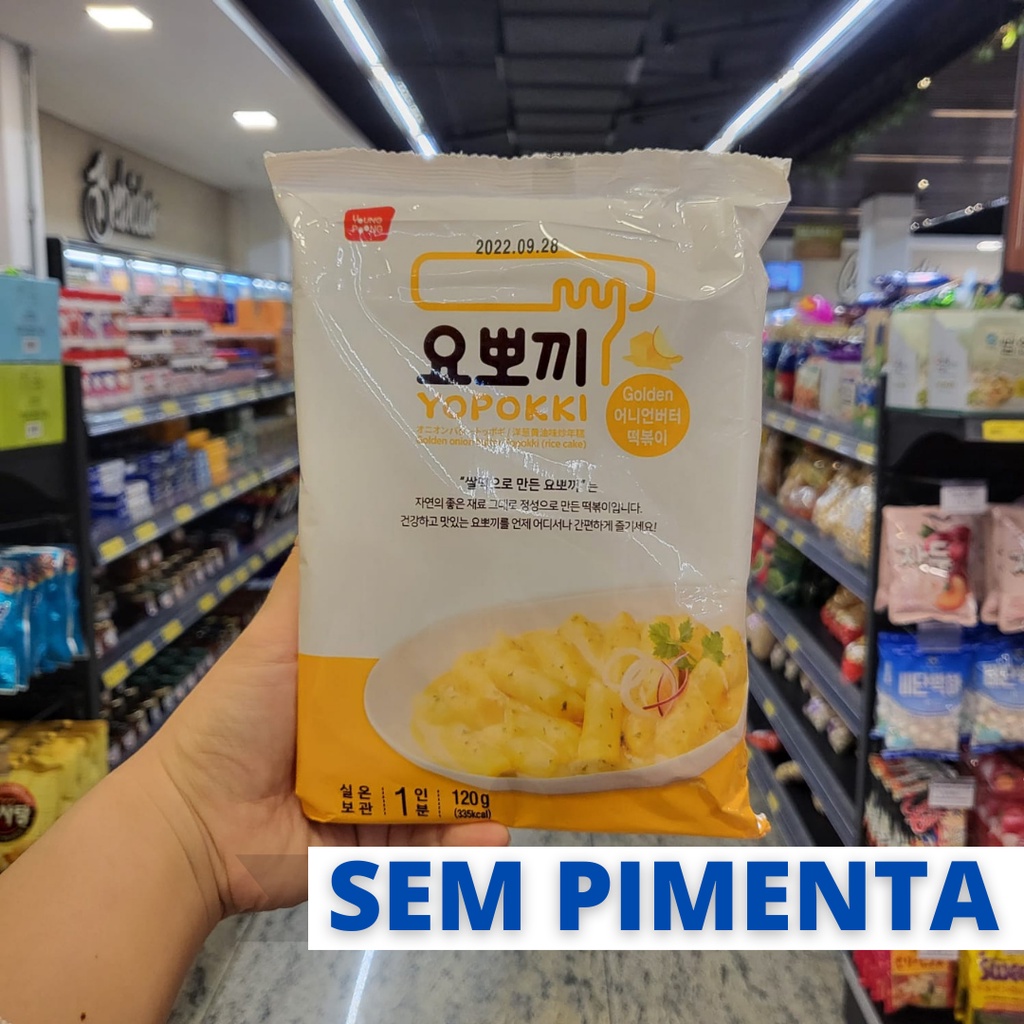 YOUNG
POONG
2022.09.28
요뽀끼
YOPOKKI
Golden
어니언버터
떡볶이
"쌀떡으로 만든 요뽀끼"는
자연의 좋은 재료 그대로 정성으로 만든 떡볶이입니다.
건강하고 맛있는 요뽀끼를 언제 어디서나 간편하게 즐기세요!
실온
보관
1인분
120g
(335kcal)
SEM PIMENTA
자두